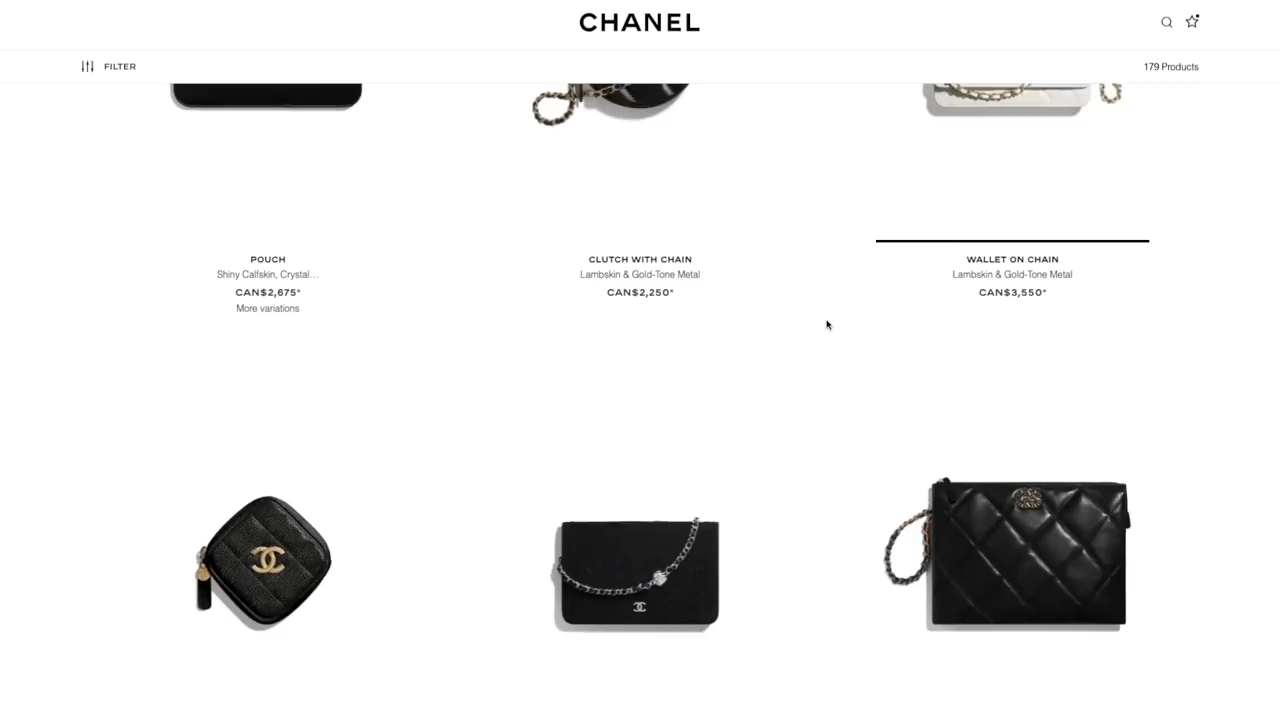 CHANEL
FILTER
179 Products
POUCH
Shiny Calfskin, Crystal...
CAN$2,675*
More variations
CLUTCH WITH CHAIN
Lambskin & Gold-Tone Metal
CAN$2,250*
WALLET ON CHAIN
Lambskin & Gold-Tone Metal
CAN$3,550*